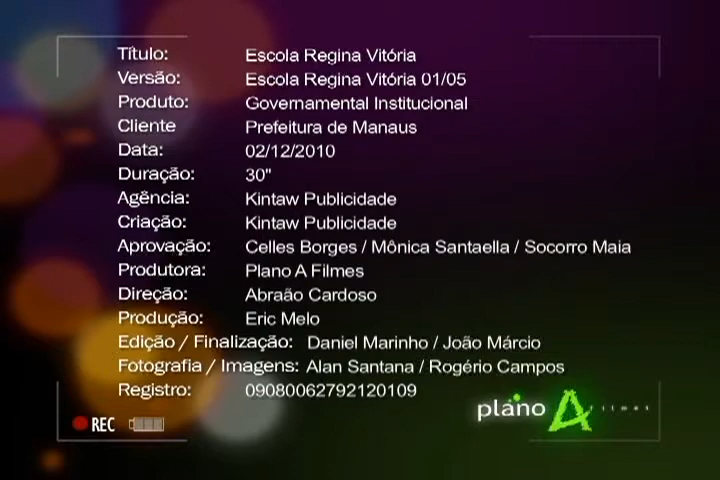 Título: Escola Regina Vitória
Versão: Escola Regina Vitória 01/05
Produto: Governamental Institucional
Cliente Prefeitura de Manaus
Data: 02/12/2010
Duração: 30"
Agência: Kintaw Publicidade
Criação: Kintaw Publicidade
Aprovação: Celles Borges / Mônica Santaella / Socorro Maia
Produtora: Plano A Filmes
Direção: Abraão Cardoso
Produção: Eric Melo
Edição / Finalização: Daniel Marinho / João Márcio
Fotografia / Imagens: Alan Santana / Rogério Campos
Registro: 09080062792120109
plano A filmes
REC